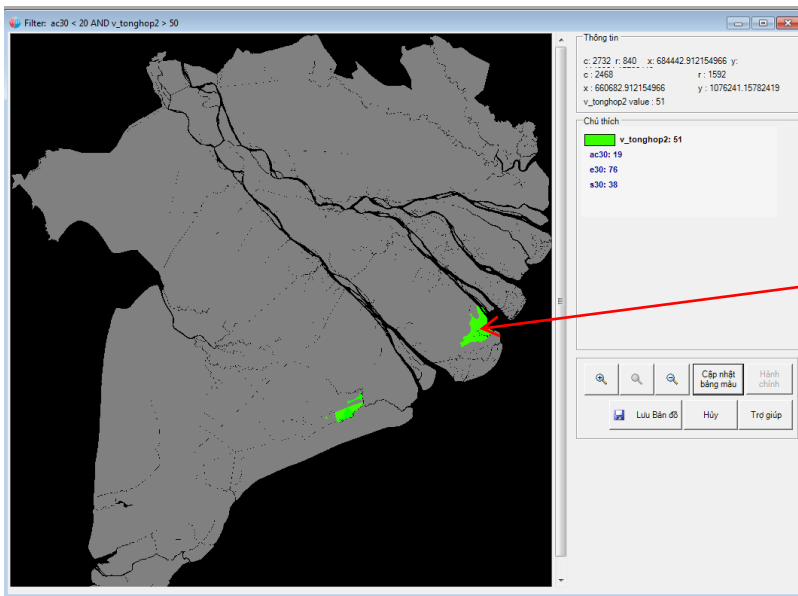 Filter: ac30 < 20 AND v_tonghop2 > 50
Thông tin
c: 2732 r: 840 x: 684442.912154966 y:
c : 2468 r : 1592
x : 660682.912154966 y : 1076241.15782419
v_tonghop2 value : 51
Chú thích
v_tonghop2: 51
ac30: 19
e30: 76
s30: 38
Cập nhật
bảng màu
Hành
chính
Lưu Bản đồ
Hủy
Trợ giúp